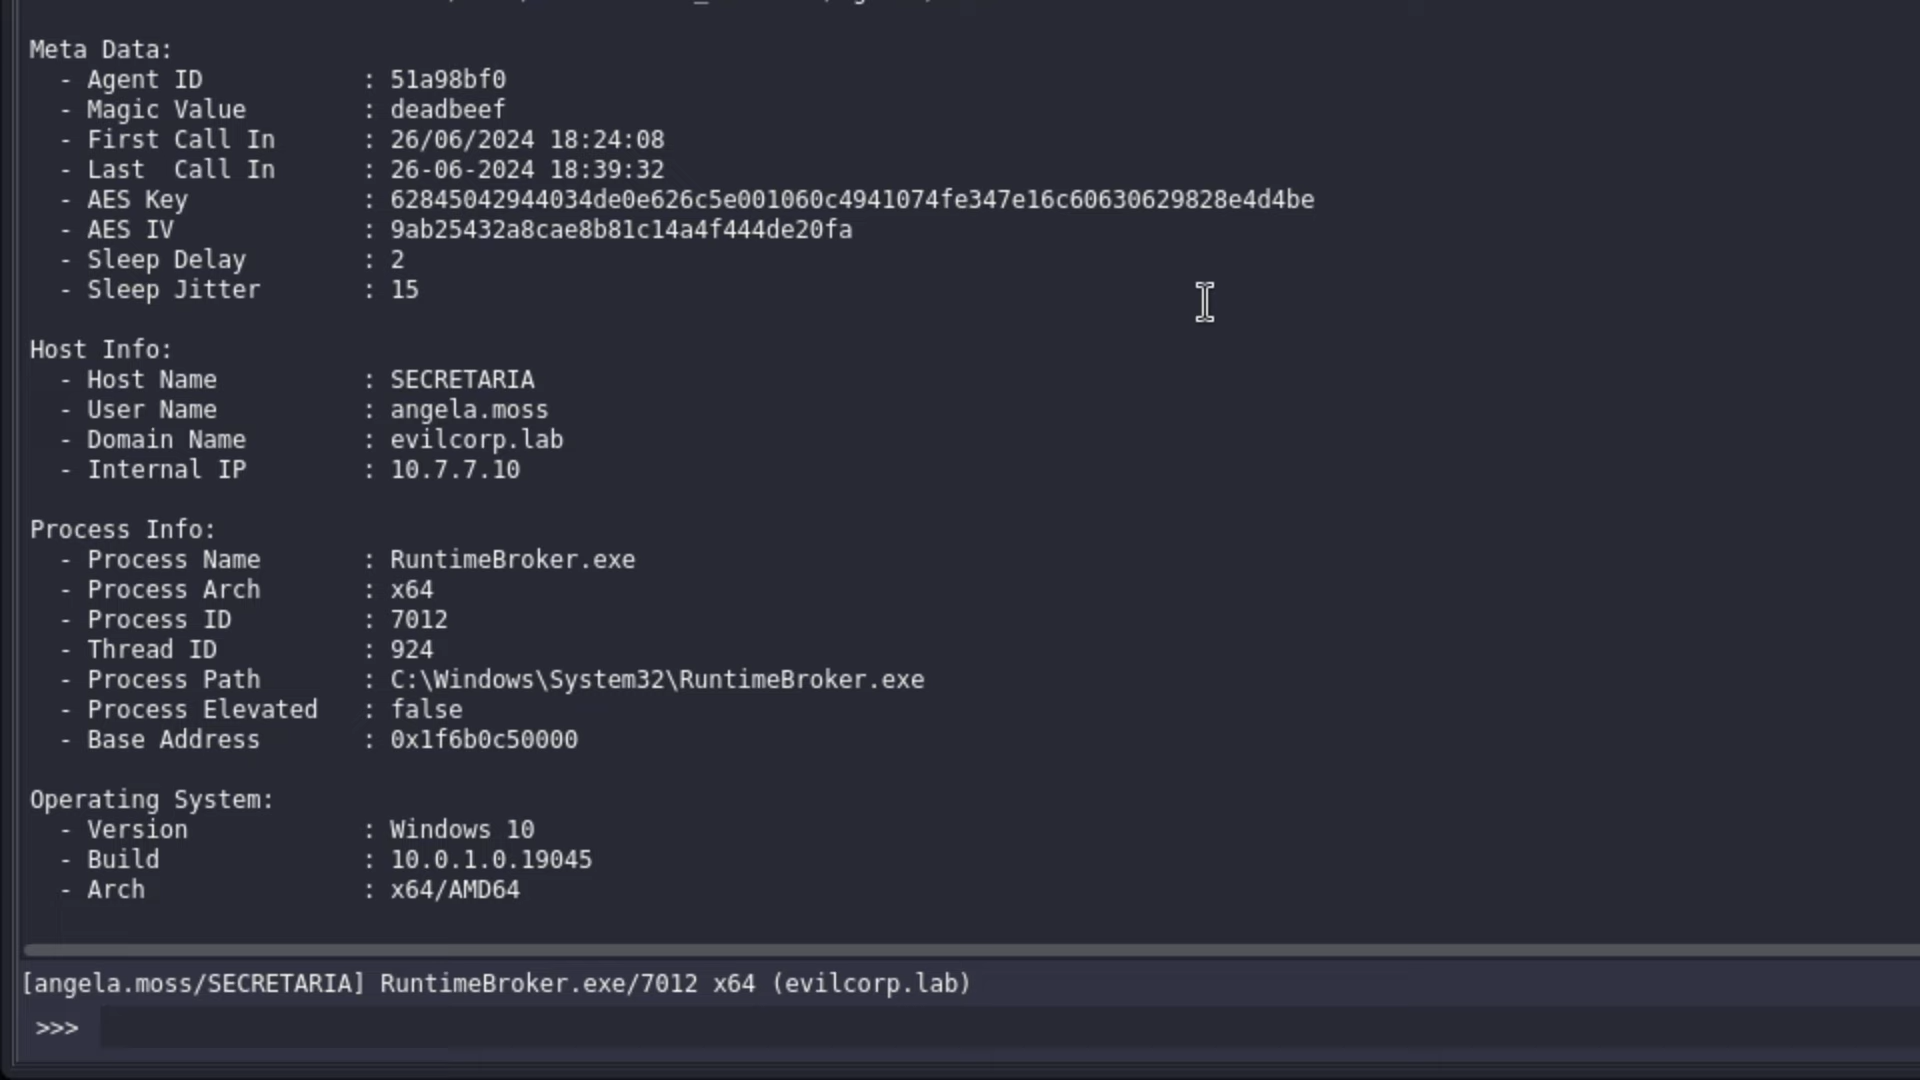 Meta Data:
- Agent ID : 51a98bf0
- Magic Value : deadbeef
- First Call In : 26/06/2024 18:24:08
- Last  Call In : 26-06-2024 18:39:32
- AES Key : 62845042944034de0e626c5e001060c4941074fe347e16c60630629828e4d4be
- AES IV : 9ab25432a8cae8b81c14a4f444de20fa
- Sleep Delay : 2
- Sleep Jitter : 15
Host Info:
- Host Name : SECRETARIA
- User Name : angela.moss
- Domain Name : evilcorp.lab
- Internal IP : 10.7.7.10
Process Info:
- Process Name : RuntimeBroker.exe
- Process Arch : x64
- Process ID : 7012
- Thread ID : 924
- Process Path : C:\Windows\System32\RuntimeBroker.exe
- Process Elevated : false
- Base Address : 0x1f6b0c50000
Operating System:
- Version : Windows 10
- Build : 10.0.1.0.19045
- Arch : x64/AMD64
[angela.moss/SECRETARIA] RuntimeBroker.exe/7012 x64 (evilcorp.lab)
>>>